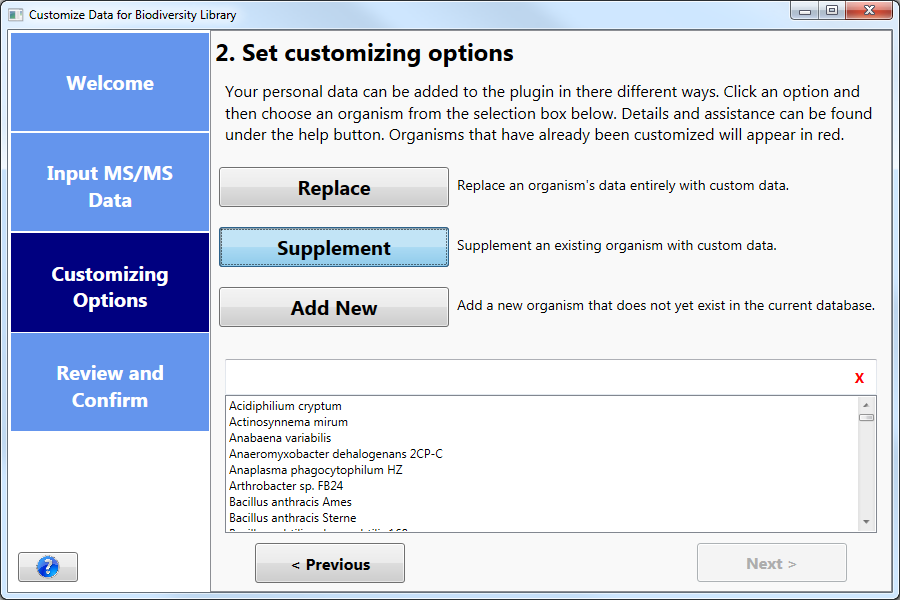 Customize Data for Biodiversity Library
Welcome
Input MS/MS
Data
Customizing
Options
Review and
Confirm
2. Set customizing options
Your personal data can be added to the plugin in there different ways. Click an option and
then choose an organism from the selection box below. Details and assistance can be found
under the help button. Organisms that have already been customized will appear in red.
Replace
Replace an organism's data entirely with custom data.
Supplement
Supplement an existing organism with custom data.
Add New
Add a new organism that does not yet exist in the current database.
X
Acidiphilium cryptum
Actinosynnema mirum
Anabaena variabilis
Anaeromyxobacter dehalogenans 2CP-C
Anaplasma phagocytophilum HZ
Arthrobacter sp. FB24
Bacillus anthracis Ames
Bacillus anthracis Sterne
?
< Previous
Next >